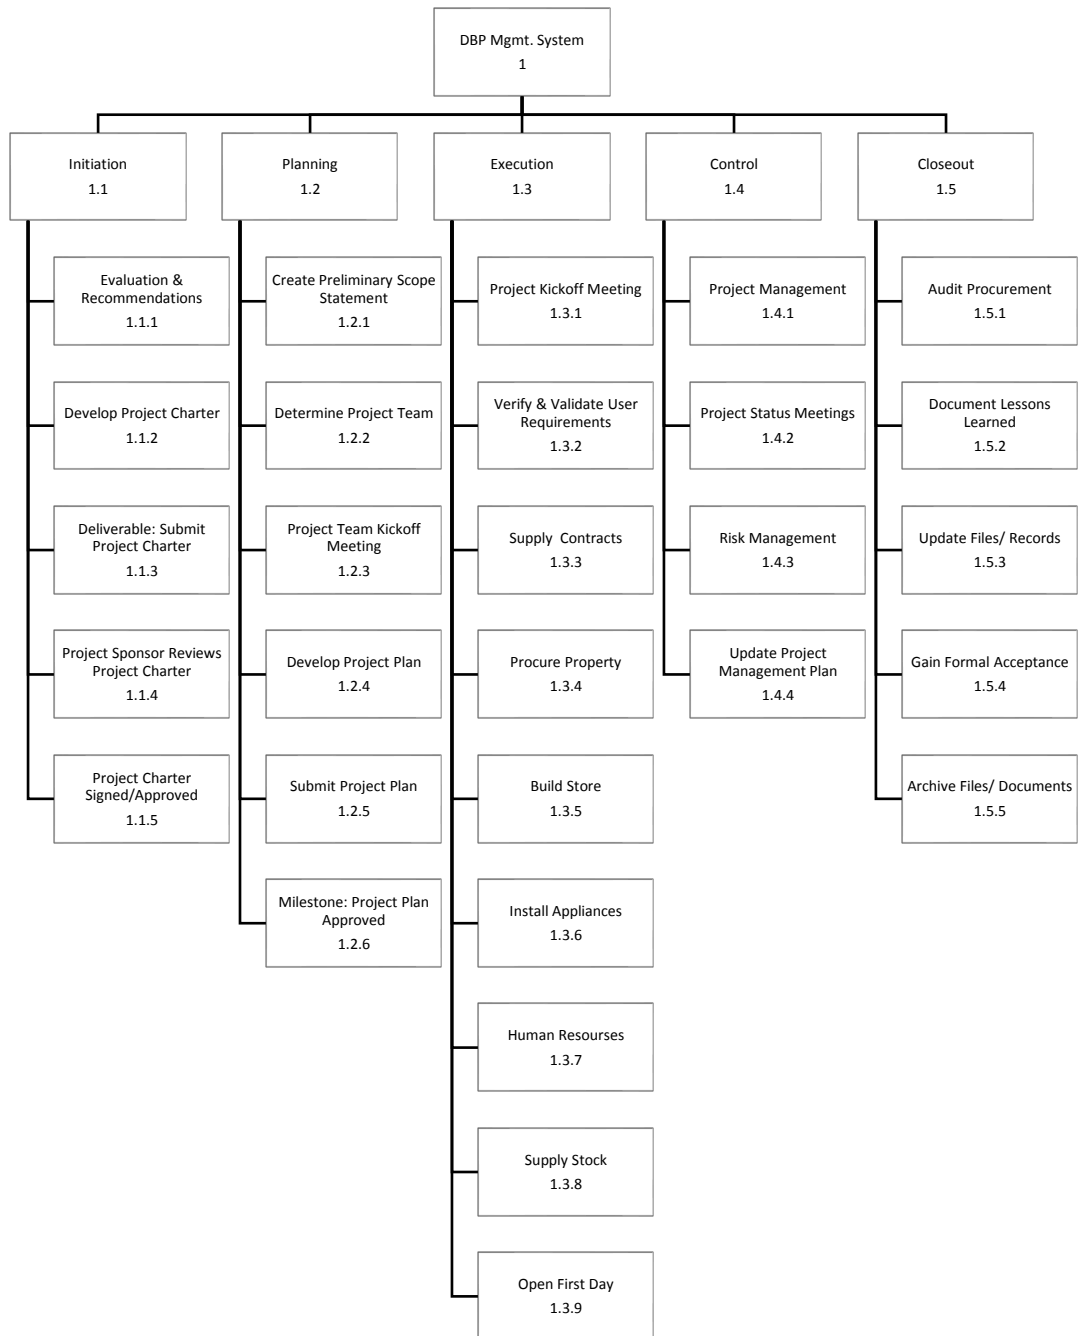 DBP Mgmt. System
1
Initiation
1.1
Evaluation &
Recommendations
1.1.1
Develop Project Charter
1.1.2
Deliverable: Submit
Project Charter
1.1.3
Project Sponsor Reviews
Project Charter
1.1.4
Project Charter
Signed/Approved
1.1.5
Planning
1.2
Create Preliminary Scope
Statement
1.2.1
Determine Project Team
1.2.2
Project Team Kickoff
Meeting
1.2.3
Develop Project Plan
1.2.4
Submit Project Plan
1.2.5
Milestone: Project Plan
Approved
1.2.6
Execution
1.3
Project Kickoff Meeting
1.3.1
Verify & Validate User
Requirements
1.3.2
Supply  Contracts
1.3.3
Procure Property
1.3.4
Build Store
1.3.5
Install Appliances
1.3.6
Human Resourses
1.3.7
Supply Stock
1.3.8
Open First Day
1.3.9
Control
1.4
Project Management
1.4.1
Project Status Meetings
1.4.2
Risk Management
1.4.3
Update Project
Management Plan
1.4.4
Closeout
1.5
Audit Procurement
1.5.1
Document Lessons
Learned
1.5.2
Update Files/ Records
1.5.3
Gain Formal Acceptance
1.5.4
Archive Files/ Documents
1.5.5